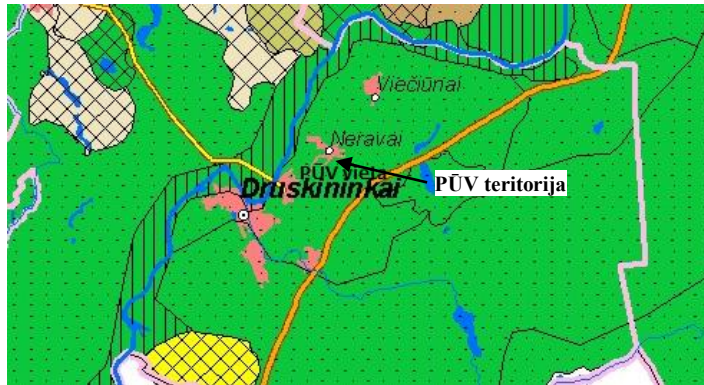 Viečiūnai
Neravai
PŪV vieta
PŪV teritorija
Druskininkai